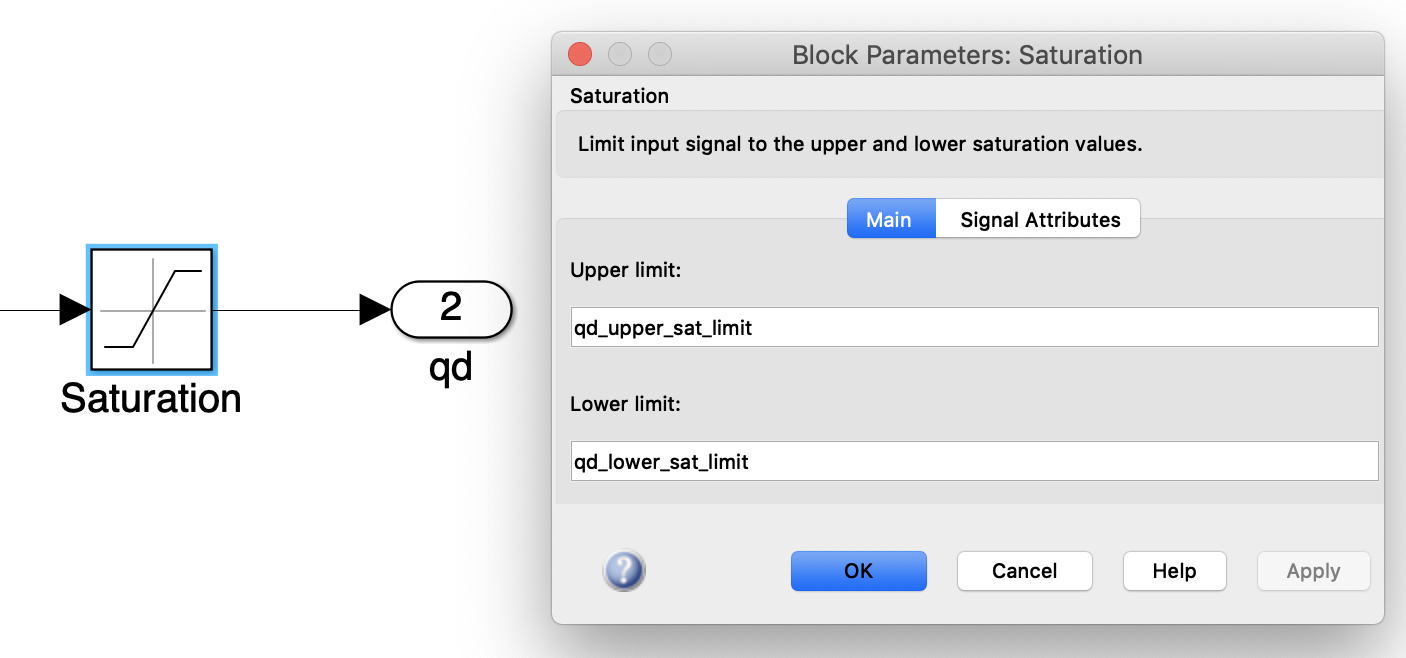 Saturation
2
qd
Block Parameters: Saturation
Saturation
Limit input signal to the upper and lower saturation values.
Main
Signal Attributes
Upper limit:
qd_upper_sat_limit
Lower limit:
qd_lower_sat_limit
?
OK
Cancel
Help
Apply